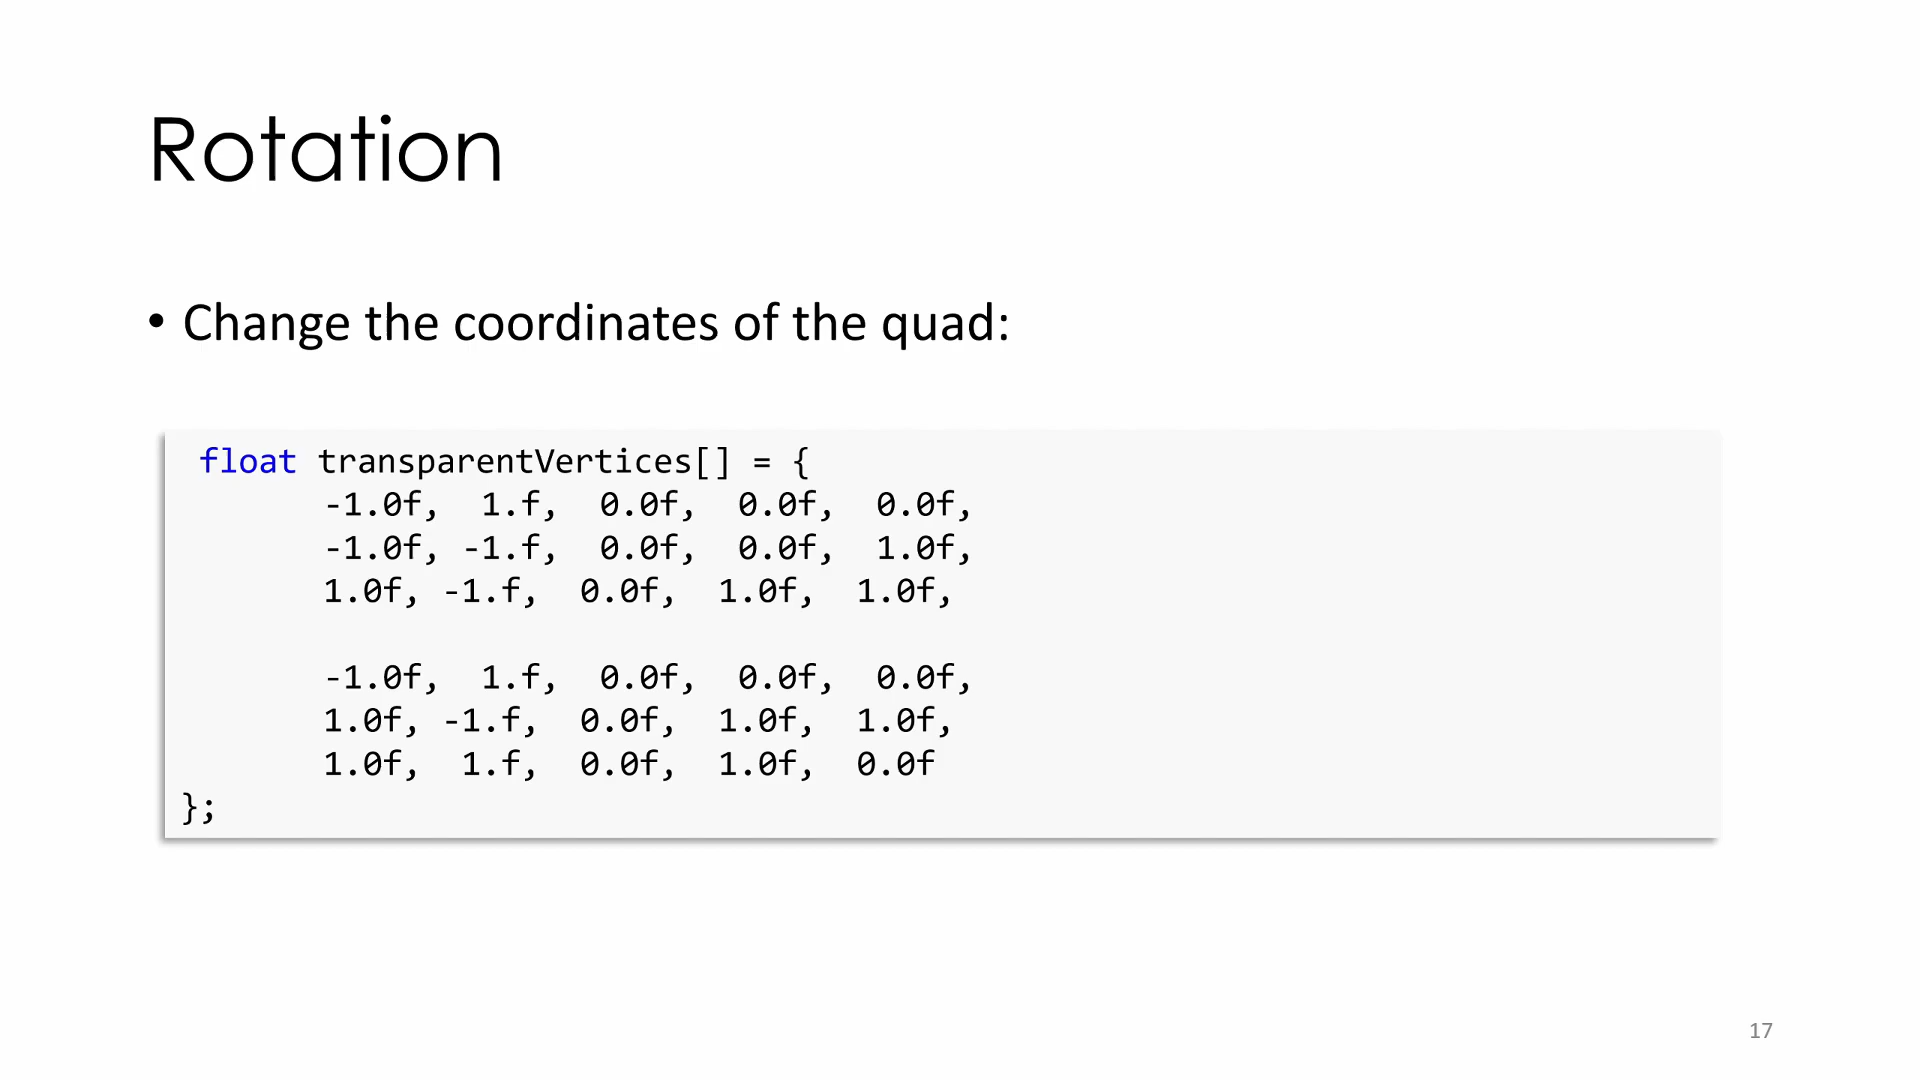 Rotation
• Change the coordinates of the quad:
float transparentVertices[] = {
-1.0f,  1.f,  0.0f,  0.0f,  0.0f,
-1.0f, -1.f,  0.0f,  0.0f,  1.0f,
1.0f, -1.f,  0.0f,  1.0f,  1.0f,
-1.0f,  1.f,  0.0f,  0.0f,  0.0f,
1.0f, -1.f,  0.0f,  1.0f,  1.0f,
1.0f,  1.f,  0.0f,  1.0f,  0.0f
};
17